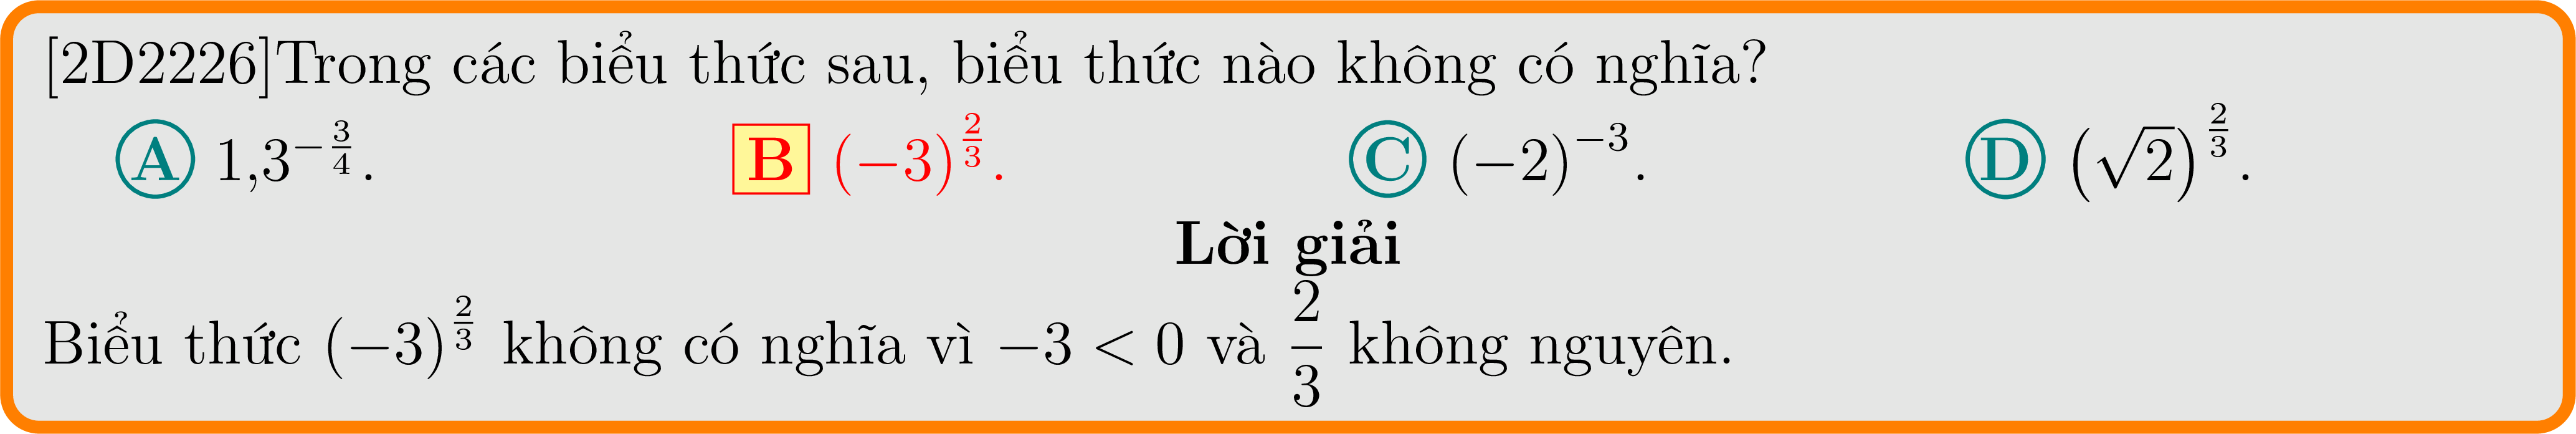 [2D2226]Trong các biểu thức sau, biểu thức nào không có nghĩa?
A $1{,}3^{-\frac{3}{4}}$. B $(-3)^{\frac{2}{3}}$. C $(-2)^{-3}$. D $(\sqrt{2})^{\frac{2}{3}}$.
Lời giải
Biểu thức $(-3)^{\frac{2}{3}}$ không có nghĩa vì $-3 < 0$ và $\frac{2}{3}$ không nguyên.